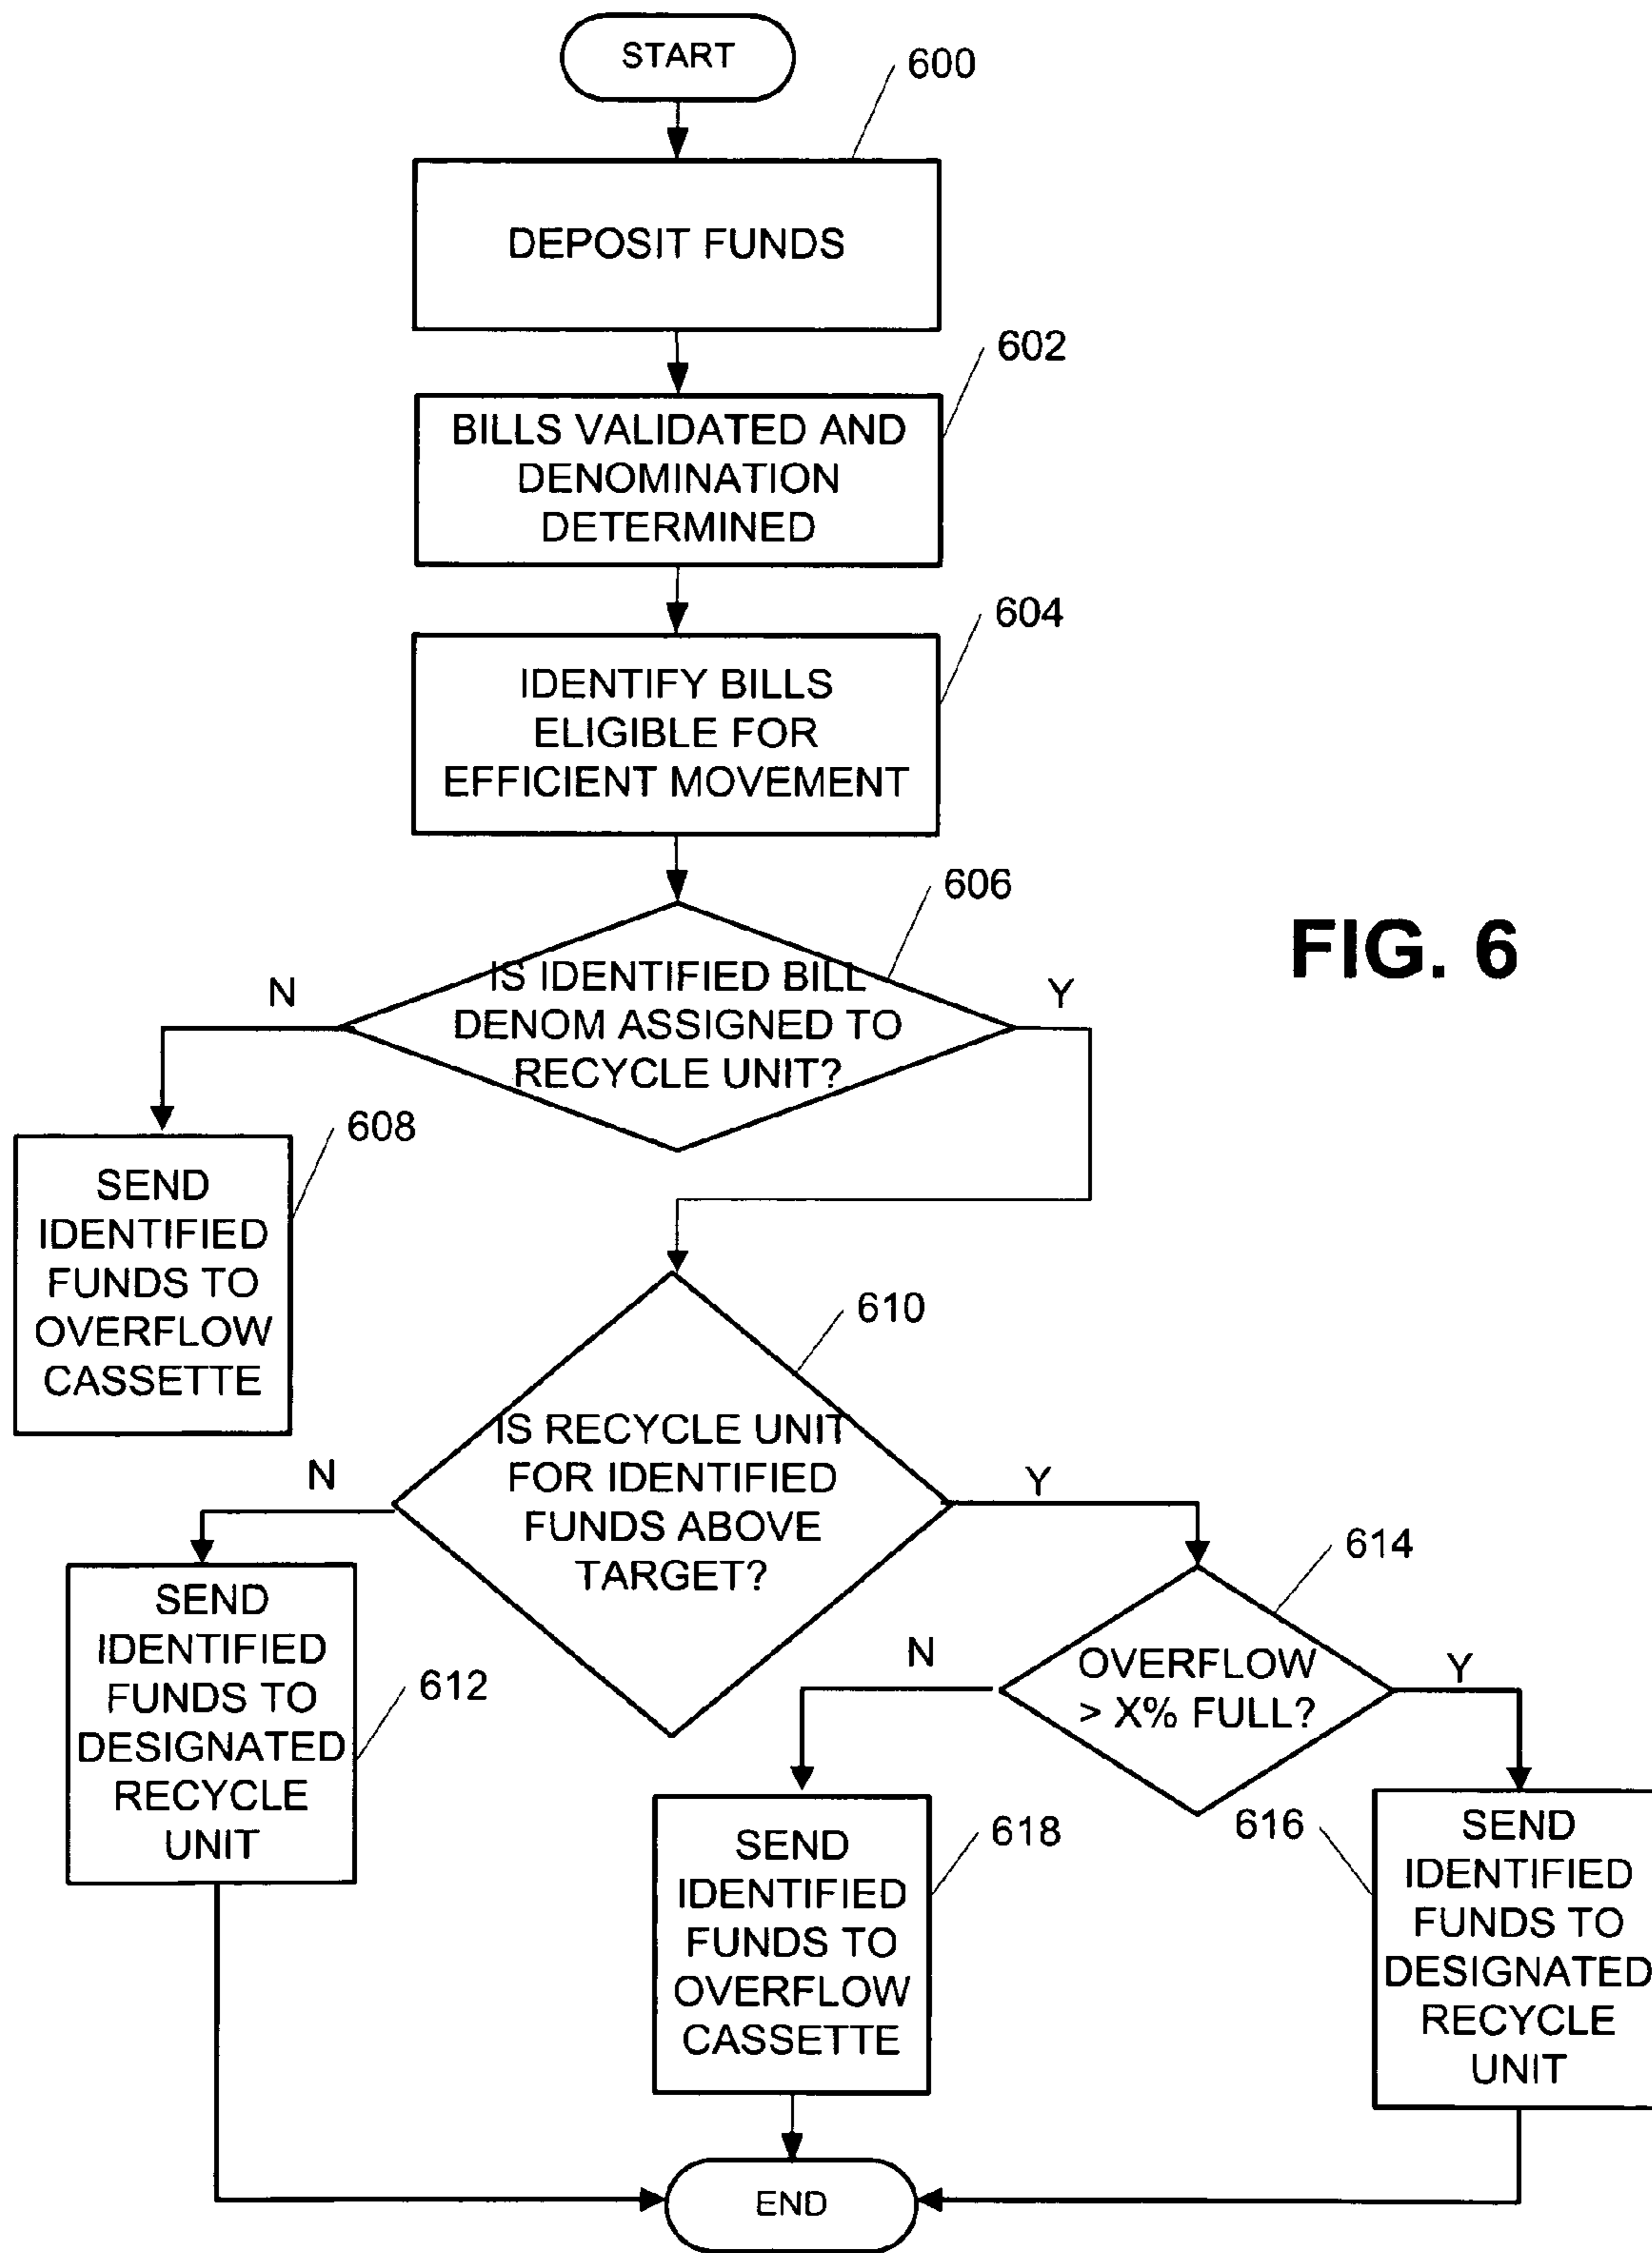 START
600
DEPOSIT FUNDS
602
BILLS VALIDATED AND
DENOMINATION
DETERMINED
604
IDENTIFY BILLS
ELIGIBLE FOR
EFFICIENT MOVEMENT
606
IS IDENTIFIED BILL
DENOM ASSIGNED TO
RECYCLE UNIT?
N
Y
FIG. 6
608
SEND
IDENTIFIED
FUNDS TO
OVERFLOW
CASSETTE
610
IS RECYCLE UNIT
FOR IDENTIFIED
FUNDS ABOVE
TARGET?
N
Y
612
SEND
IDENTIFIED
FUNDS TO
DESIGNATED
RECYCLE
UNIT
614
OVERFLOW
> X% FULL?
N
Y
618
SEND
IDENTIFIED
FUNDS TO
OVERFLOW
CASSETTE
616
SEND
IDENTIFIED
FUNDS TO
DESIGNATED
RECYCLE
UNIT
END